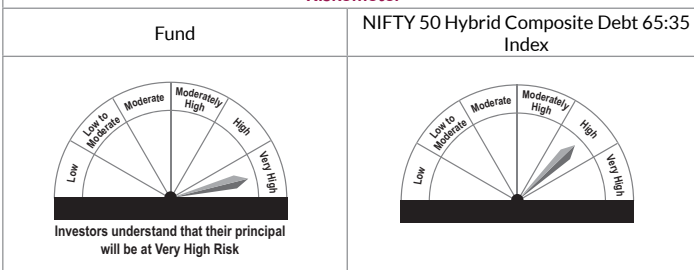 Fund
NIFTY 50 Hybrid Composite Debt 65:35
Index
Low
Low to
Moderate
Moderate
Moderately
High
High
Very High
Investors understand that their principal
will be at Very High Risk
Low
Low to
Moderate
Moderate
Moderately
High
High
Very High